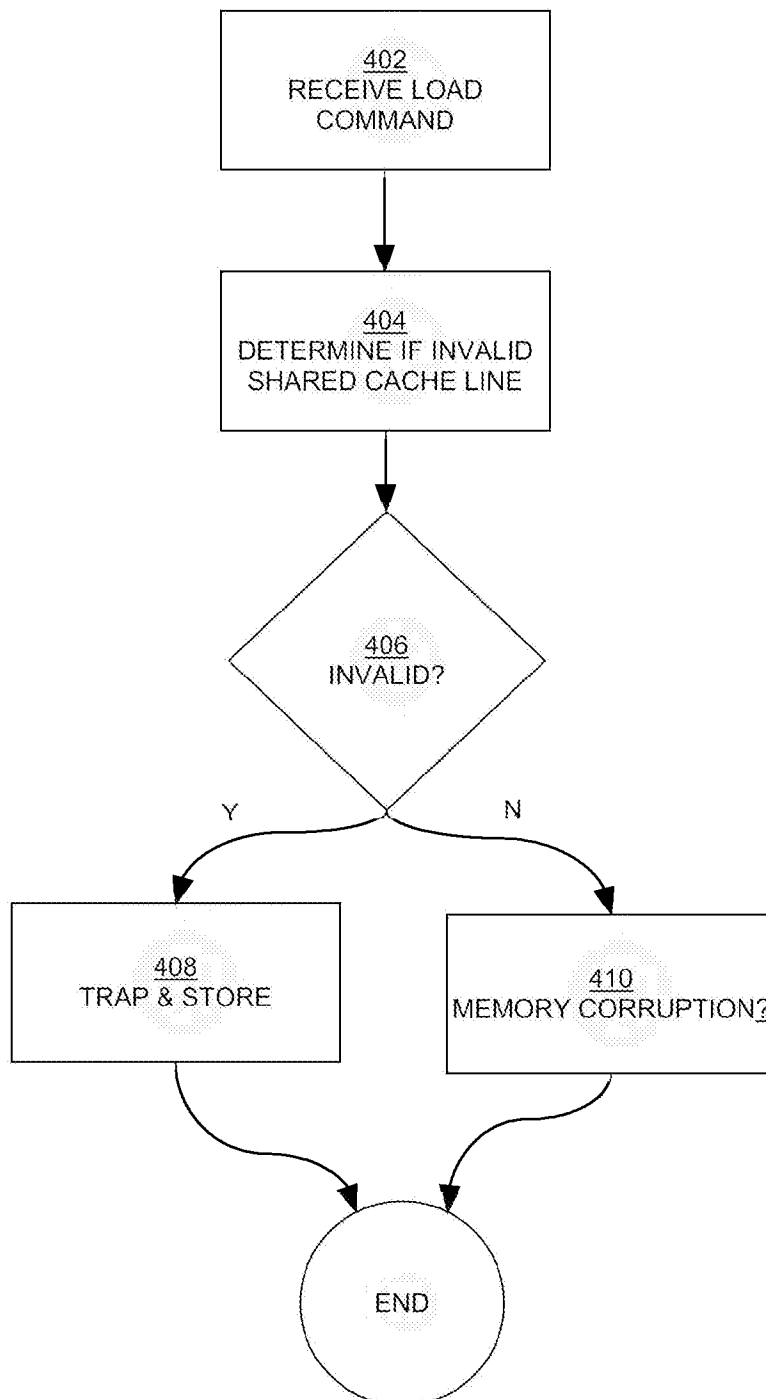 402
RECEIVE LOAD
COMMAND
404
DETERMINE IF INVALID
SHARED CACHE LINE
406
INVALID?
Y
N
408
TRAP & STORE
410
MEMORY CORRUPTION?
END